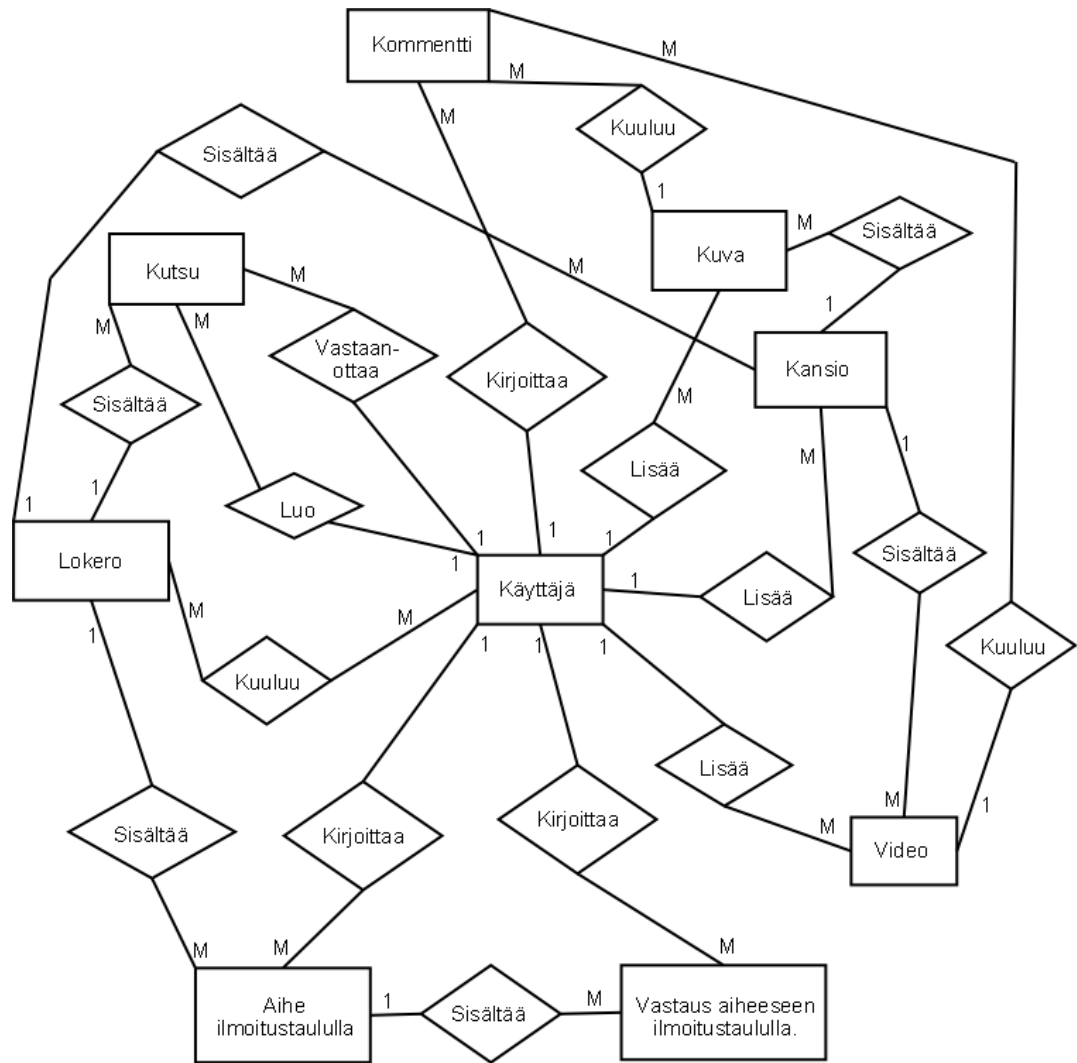 Kommentti
M
M
M
Kuuluu
Sisältää
1
Kuva
M
Sisältää
Kutsu
M
M
1
M
M
Vastaan-
ottaa
Kirjoittaa
Kansio
Sisältää
M
1
Lisää
M
1
1
Luo
Sisältää
Lokero
1
1
1
1
Käyttäjä
1
Lisää
M
M
1
Kuuluu
1
1
1
Kuuluu
Lisää
M
1
Sisältää
Kirjoittaa
Kirjoittaa
M
Video
M
M
M
Aihe
ilmoitustaululla
1
Sisältää
M
Vastaus aiheeseen
ilmoitustaululla.